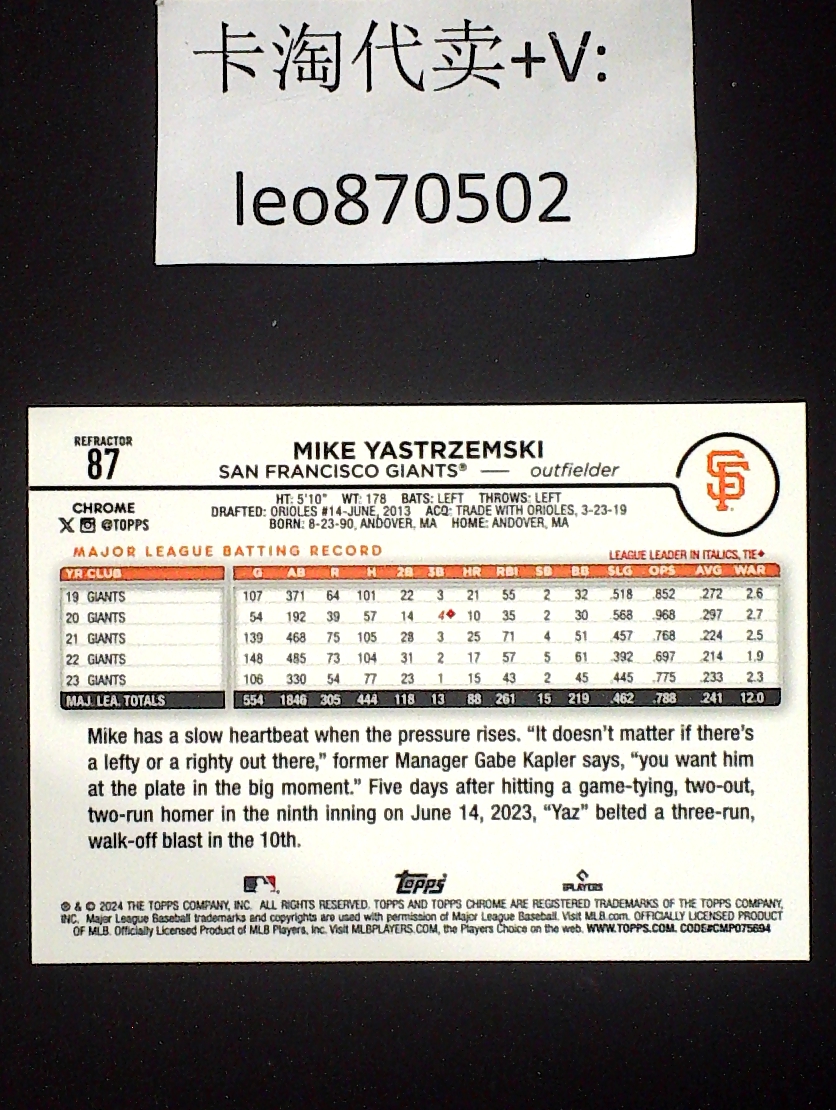 卡淘代卖+V:
leo870502
REFRACTOR
87
MIKE YASTRZEMSKI
SAN FRANCISCO GIANTS® — outfielder
SF
CHROME
X @TOPPS
HT: 5'10" WT: 178 BATS: LEFT THROWS: LEFT
DRAFTED: ORIOLES #14-JUNE, 2013 ACQ: TRADE WITH ORIOLES, 3-23-19
BORN: 8-23-90, ANDOVER, MA HOME: ANDOVER, MA
MAJOR LEAGUE BATTING RECORD LEAGUE LEADER IN ITALICS, TIE♦
YR CLUB G AB R H 2B 3B HR RBI SB BB SLG OPS AVG WAR
19 GIANTS 107 371 64 101 22 3 21 55 2 32 .518 .852 .272 2.6
20 GIANTS 54 192 39 57 14 4♦ 10 35 2 30 .568 .968 .297 2.7
21 GIANTS 139 468 75 105 28 3 25 71 4 51 .457 .768 .224 2.5
22 GIANTS 148 485 73 104 31 2 17 57 5 61 .392 .697 .214 1.9
23 GIANTS 106 330 54 77 23 1 15 43 2 45 .445 .775 .233 2.3
MAJ. LEA. TOTALS 554 1846 305 444 118 13 88 261 15 219 .462 .788 .241 12.0
Mike has a slow heartbeat when the pressure rises. “It doesn’t matter if there’s
a lefty or a righty out there,” former Manager Gabe Kapler says, “you want him
at the plate in the big moment.” Five days after hitting a game-tying, two-out,
two-run homer in the ninth inning on June 14, 2023, “Yaz” belted a three-run,
walk-off blast in the 10th.
Topps PLAYERS
® & © 2024 THE TOPPS COMPANY, INC. ALL RIGHTS RESERVED. TOPPS AND TOPPS CHROME ARE REGISTERED TRADEMARKS OF THE TOPPS COMPANY,
INC. Major League Baseball trademarks and copyrights are used with permission of Major League Baseball. Visit MLB.com. OFFICIALLY LICENSED PRODUCT
OF MLB. Officially Licensed Product of MLB Players, Inc. Visit MLBPLAYERS.COM, the Players Choice on the web. WWW.TOPPS.COM. CODE#CMP075694